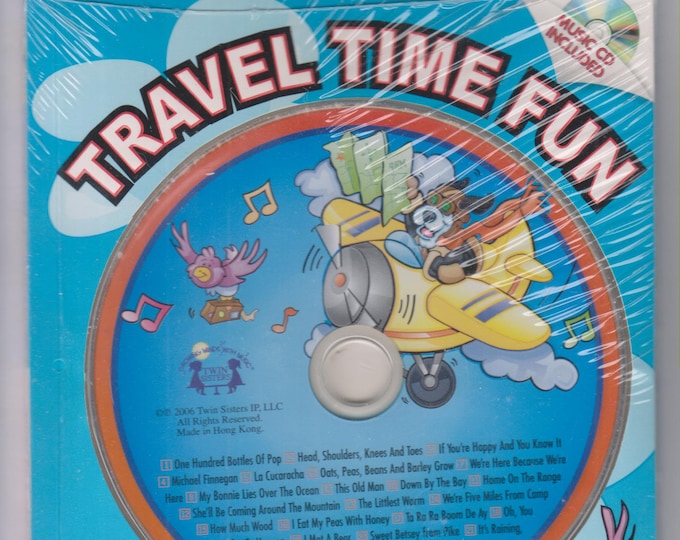 TRAVEL TIME FUN
MUSIC CD
INCLUDED
TWIN
SISTERS
©℗ 2006 Twin Sisters IP, LLC
All Rights Reserved.
Made in Hong Kong.
One Hundred Bottles Of Pop Head, Shoulders, Knees And Toes If You're Happy And You Know It
4 Michael Finnegan La Cucaracha Oats, Peas, Beans And Barley Grow We're Here Because We're
Here My Bonnie Lies Over The Ocean This Old Man Down By The Bay Home On The Range
She'll Be Coming Around The Mountain The Littlest Worm We're Five Miles From Camp
How Much Wood I Eat My Peas With Honey Ta Ra Ra Boom De Ay Oh, You
I Met A Bear Sweet Betsey from Pike It's Raining,